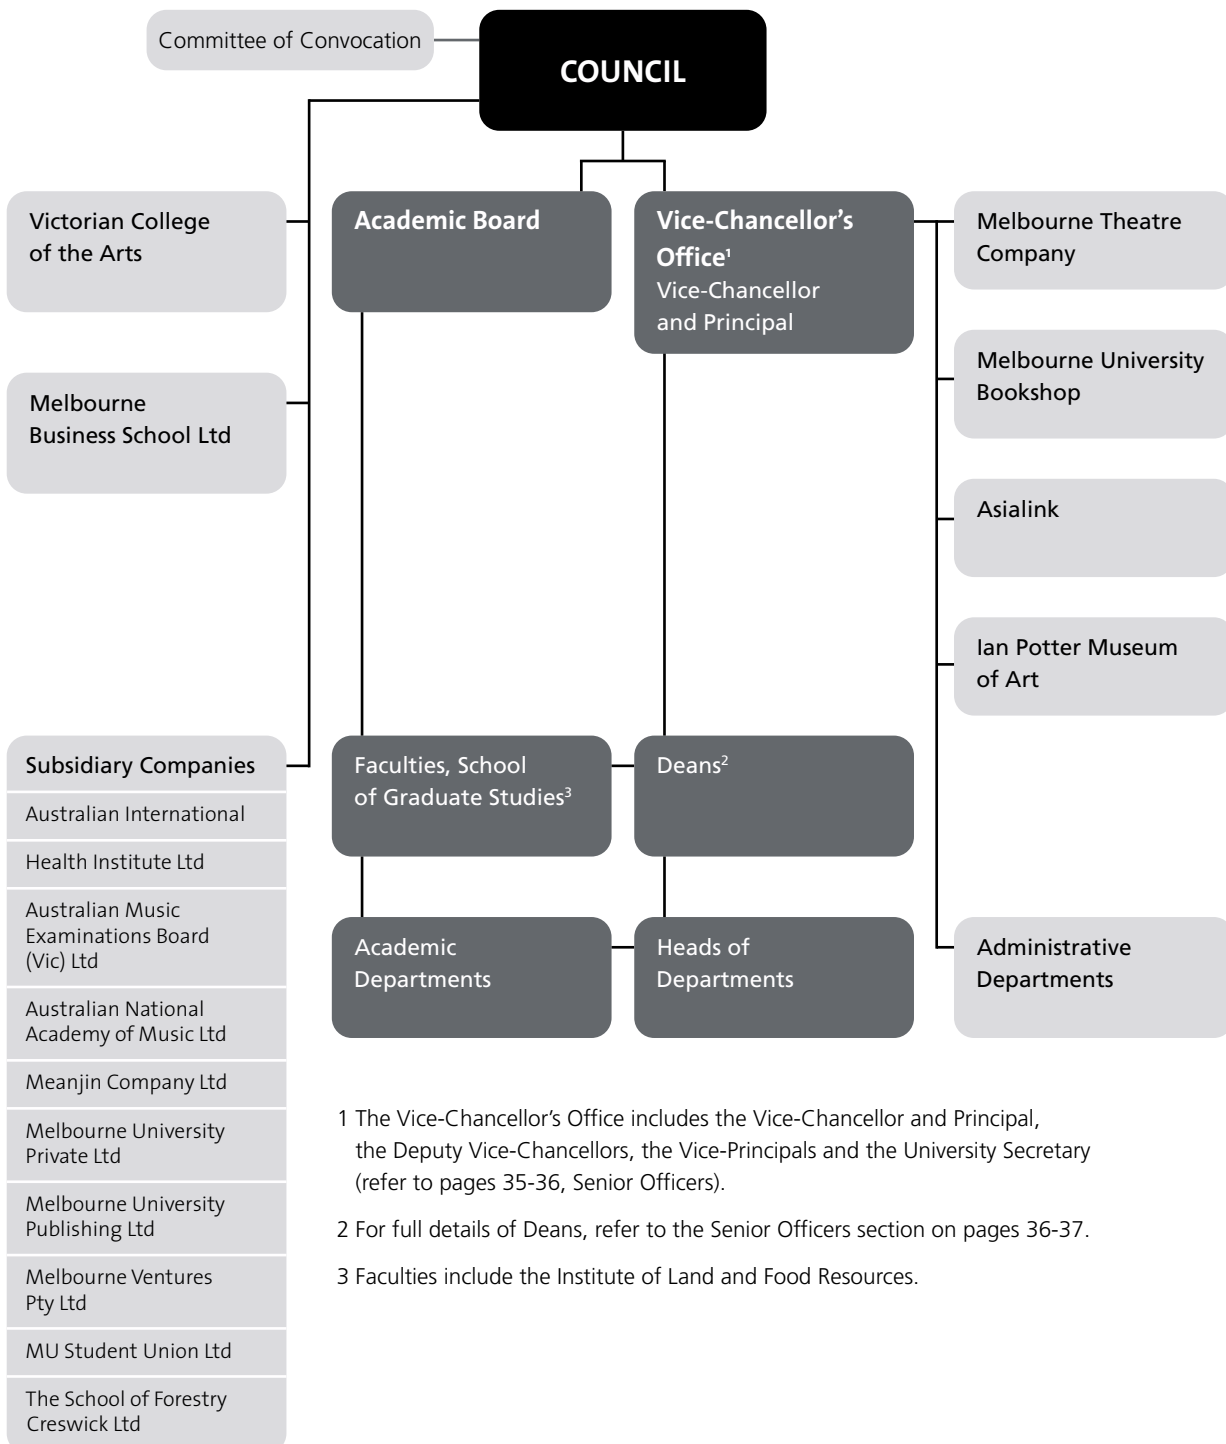 Committee of Convocation
COUNCIL
Victorian College
of the Arts
Academic Board
Vice-Chancellor's
Office¹
Vice-Chancellor
and Principal
Melbourne Theatre
Company
Melbourne University
Bookshop
Melbourne
Business School Ltd
Asialink
Ian Potter Museum
of Art
Subsidiary Companies
Australian International
Health Institute Ltd
Australian Music
Examinations Board
(Vic) Ltd
Australian National
Academy of Music Ltd
Meanjin Company Ltd
Melbourne University
Private Ltd
Melbourne University
Publishing Ltd
Melbourne Ventures
Pty Ltd
MU Student Union Ltd
The School of Forestry
Creswick Ltd
Faculties, School
of Graduate Studies³
Deans²
Academic
Departments
Heads of
Departments
Administrative
Departments
1 The Vice-Chancellor's Office includes the Vice-Chancellor and Principal,
the Deputy Vice-Chancellors, the Vice-Principals and the University Secretary
(refer to pages 35-36, Senior Officers).
2 For full details of Deans, refer to the Senior Officers section on pages 36-37.
3 Faculties include the Institute of Land and Food Resources.